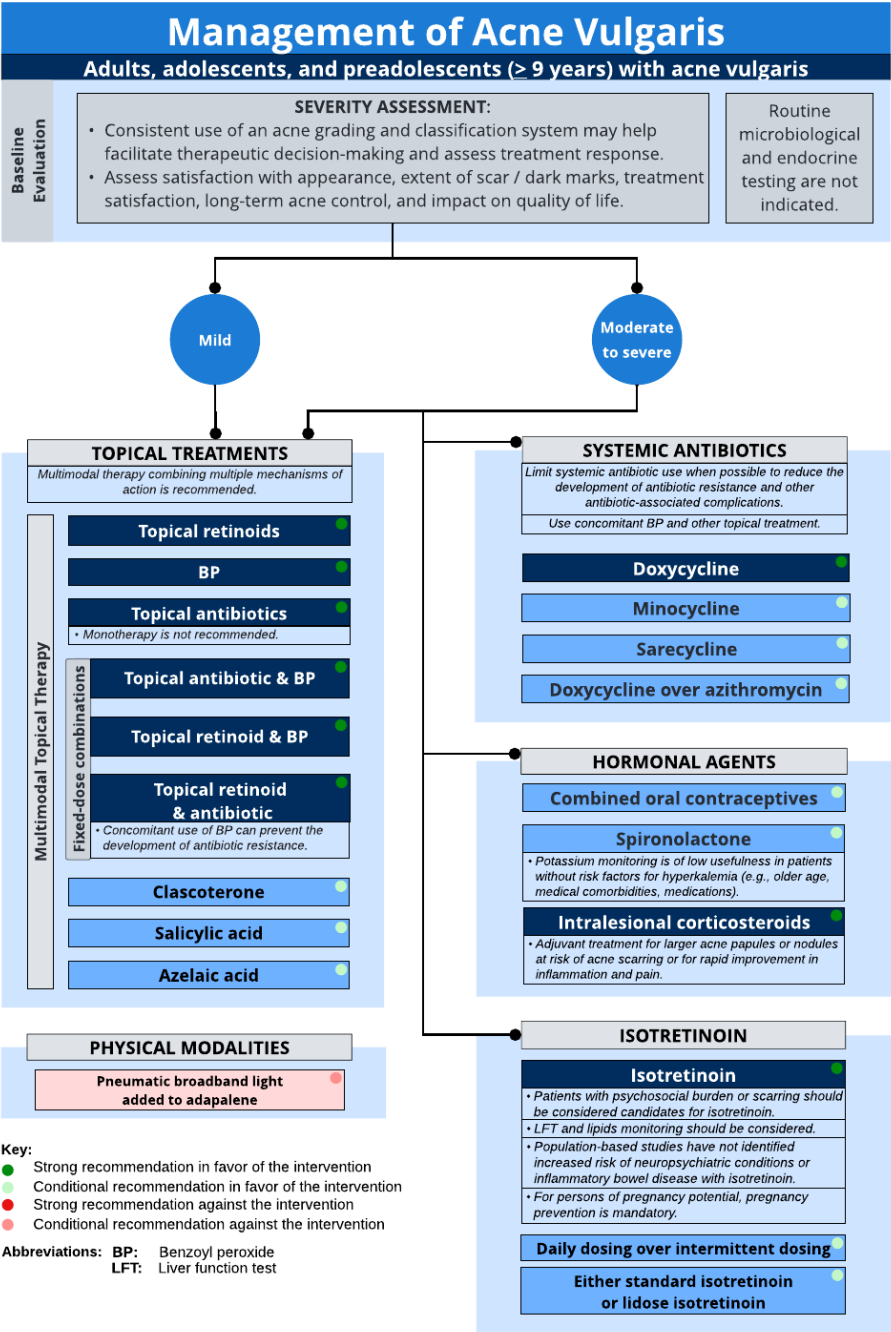 Management of Acne Vulgaris
Adults, adolescents, and preadolescents (≥ 9 years) with acne vulgaris
Baseline
Evaluation
SEVERITY ASSESSMENT:
• Consistent use of an acne grading and classification system may help
facilitate therapeutic decision-making and assess treatment response.
• Assess satisfaction with appearance, extent of scar / dark marks, treatment
satisfaction, long-term acne control, and impact on quality of life.
Routine
microbiological
and endocrine
testing are not
indicated.
Mild
Moderate
to severe
TOPICAL TREATMENTS
Multimodal therapy combining multiple mechanisms of
action is recommended.
Multimodal Topical Therapy
Topical retinoids
BP
Topical antibiotics
• Monotherapy is not recommended.
Fixed-dose combinations
Topical antibiotic & BP
Topical retinoid & BP
Topical retinoid
& antibiotic
• Concomitant use of BP can prevent the
development of antibiotic resistance.
Clascoterone
Salicylic acid
Azelaic acid
PHYSICAL MODALITIES
Pneumatic broadband light
added to adapalene
Key:
Strong recommendation in favor of the intervention
Conditional recommendation in favor of the intervention
Strong recommendation against the intervention
Conditional recommendation against the intervention
Abbreviations: BP: Benzoyl peroxide
LFT: Liver function test
SYSTEMIC ANTIBIOTICS
Limit systemic antibiotic use when possible to reduce the
development of antibiotic resistance and other
antibiotic-associated complications.
Use concomitant BP and other topical treatment.
Doxycycline
Minocycline
Sarecycline
Doxycycline over azithromycin
HORMONAL AGENTS
Combined oral contraceptives
Spironolactone
• Potassium monitoring is of low usefulness in patients
without risk factors for hyperkalemia (e.g., older age,
medical comorbidities, medications).
Intralesional corticosteroids
• Adjuvant treatment for larger acne papules or nodules
at risk of acne scarring or for rapid improvement in
inflammation and pain.
ISOTRETINOIN
Isotretinoin
• Patients with psychosocial burden or scarring should
be considered candidates for isotretinoin.
• LFT and lipids monitoring should be considered.
• Population-based studies have not identified
increased risk of neuropsychiatric conditions or
inflammatory bowel disease with isotretinoin.
• For persons of pregnancy potential, pregnancy
prevention is mandatory.
Daily dosing over intermittent dosing
Either standard isotretinoin
or lidose isotretinoin